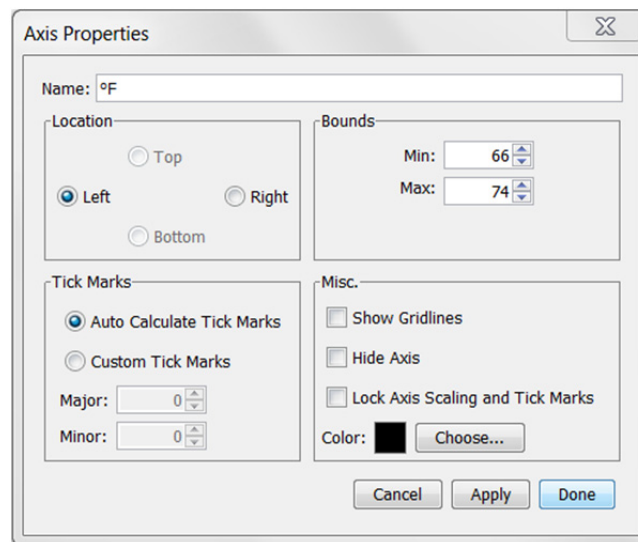 Axis Properties
Name: ºF
Location
Top
Left
Right
Bottom
Bounds
Min: 66
Max: 74
Tick Marks
Auto Calculate Tick Marks
Custom Tick Marks
Major: 0
Minor: 0
Misc.
Show Gridlines
Hide Axis
Lock Axis Scaling and Tick Marks
Color: Choose...
Cancel Apply Done